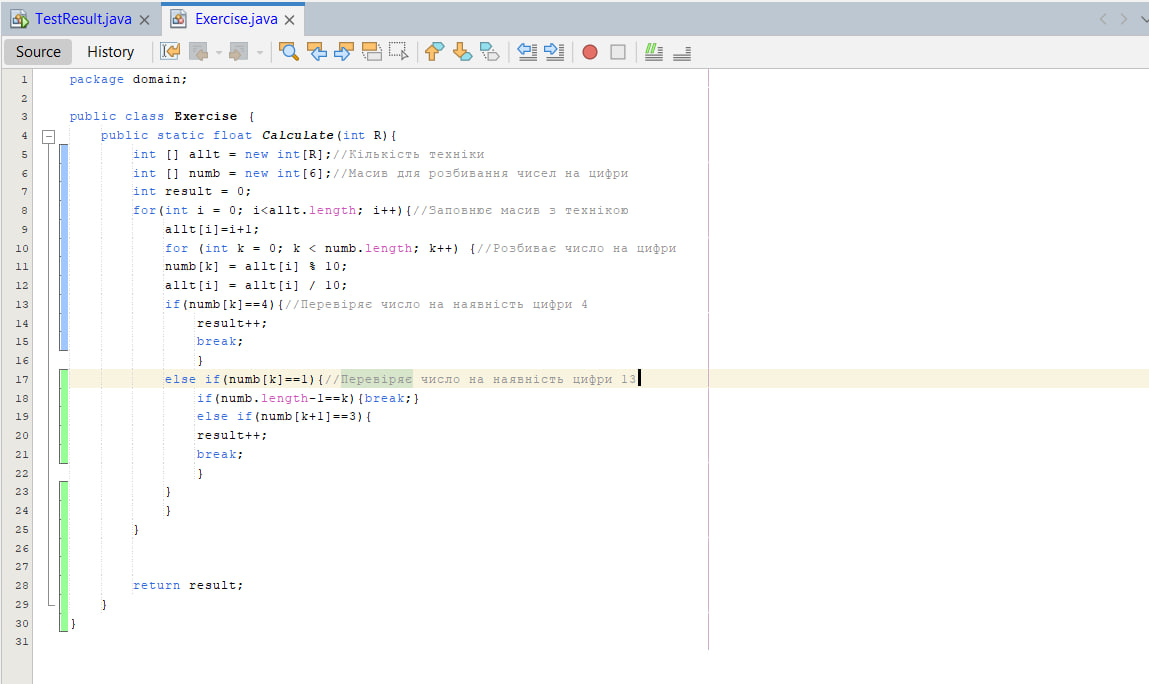 TestResult.java Exercise.java
Source History
1 package domain;
2
3 public class Exercise {
4 public static float Calculate(int R){
5 int [] allt = new int[R];//Кількість техніки
6 int [] numb = new int[6];//Масив для розбивання чисел на цифри
7 int result = 0;
8 for(int i = 0; i<allt.length; i++){//Заповнює масив з технікою
9 allt[i]=i+1;
10 for (int k = 0; k < numb.length; k++) {//Розбиває число на цифри
11 numb[k] = allt[i] % 10;
12 allt[i] = allt[i] / 10;
13 if(numb[k]==4){//Перевіряє число на наявність цифри 4
14 result++;
15 break;
16 }
17 else if(numb[k]==1){//Перевіряє число на наявність цифри 13
18 if(numb.length-1==k){break;}
19 else if(numb[k+1]==3){
20 result++;
21 break;
22 }
23 }
24 }
25 }
26
27
28 return result;
29 }
30 }
31